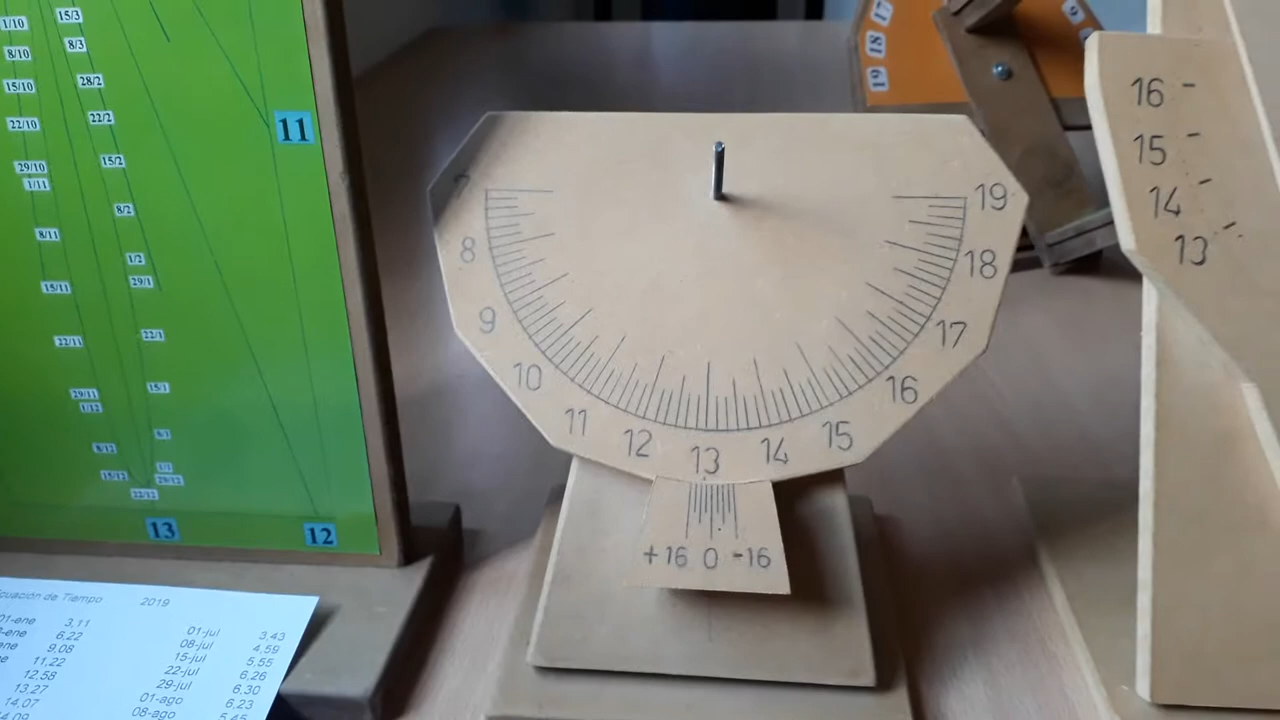 1/10 15/3
8/10 8/3
15/10 28/2
22/10 22/2
29/10 15/2
1/11
8/2
8/11
1/2
15/11 29/1
22/1
22/11
15/1
29/11
1/12
8/12
1/1
15/12 29/12
22/12
11
13 12
7 8 9 10 11 12 13 14 15 16 17 18 19
+16 0 -16
17
18
19
9
16
15
14
13
cuación de Tiempo 2019
01-ene 3,11
-ene 6,22
ene 9,08
11,22
12,58
13,27
14,07
01-jul 3,43
08-jul 4,59
15-jul 5,55
22-jul 6,26
29-jul 6,30
01-ago 6,23
08-ago 5,45